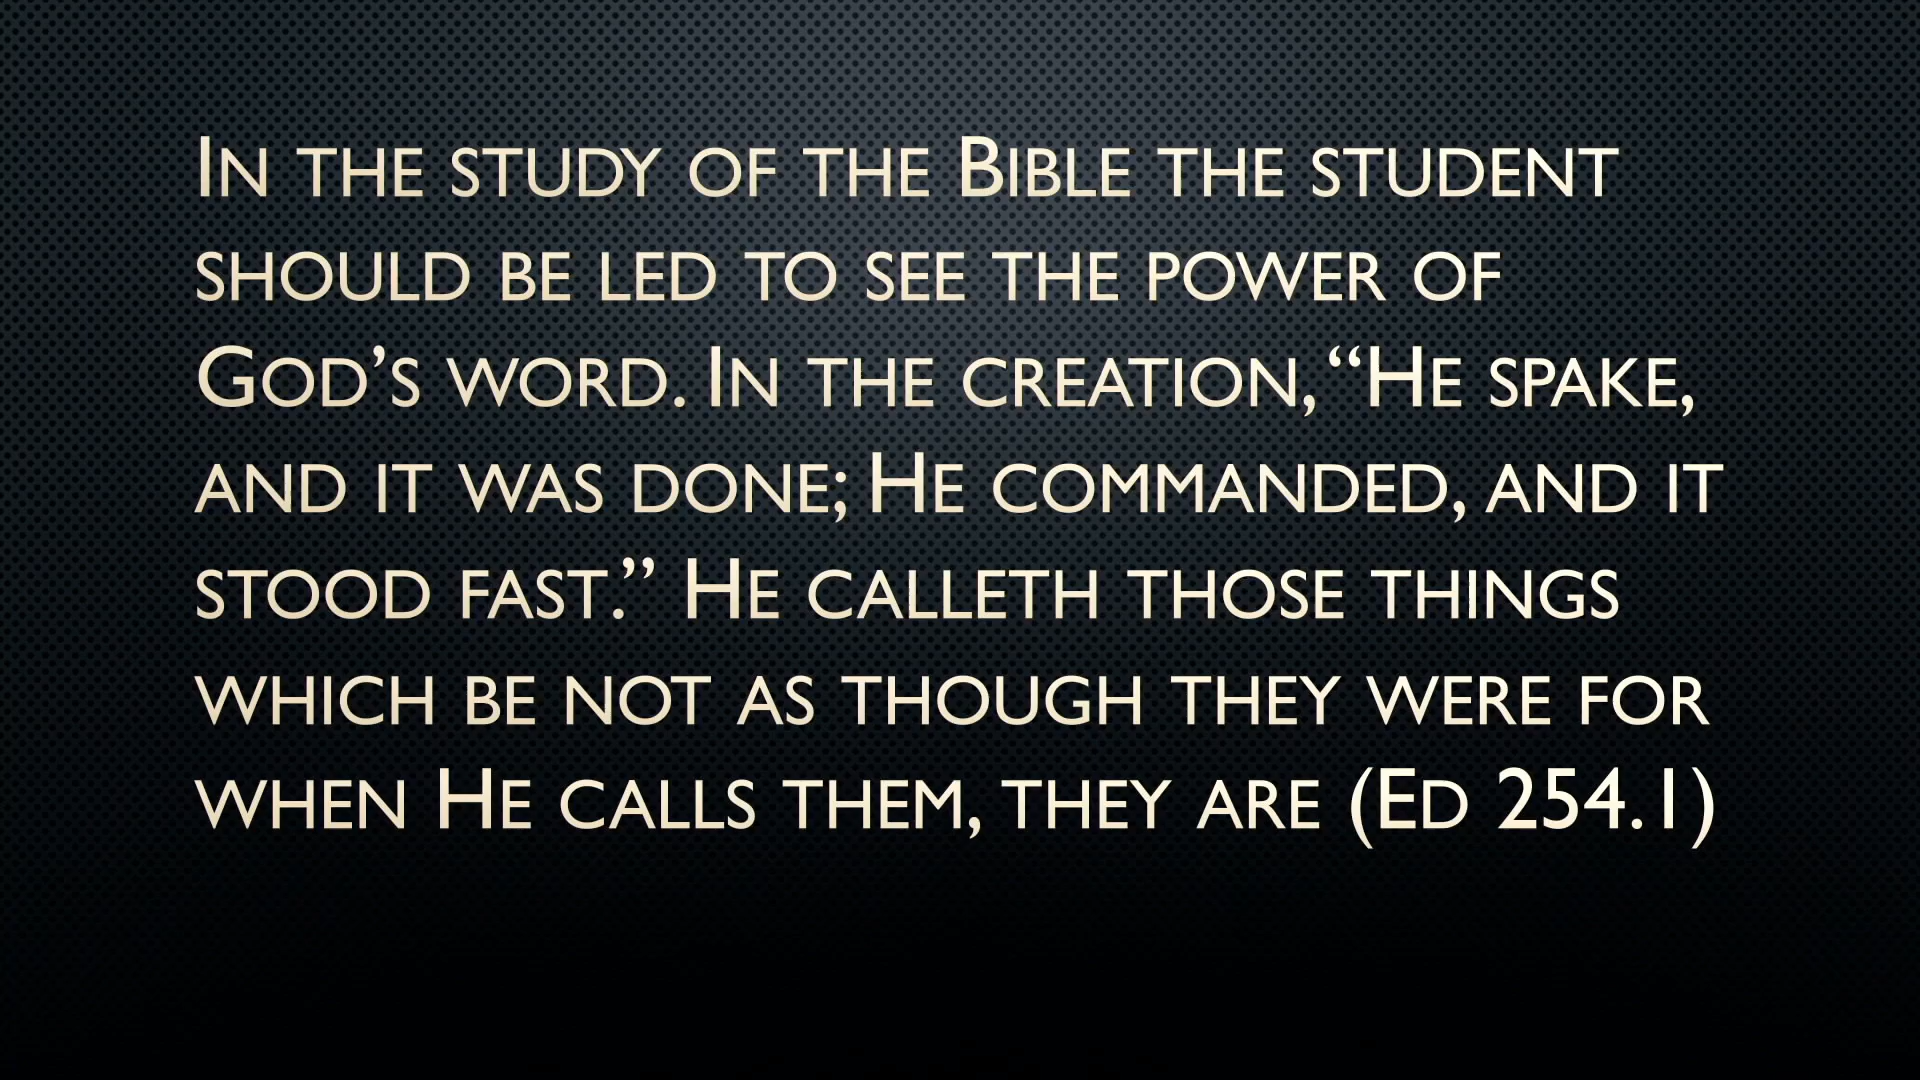 In the study of the Bible the student
should be led to see the power of
God’s word. In the creation, “He spake,
and it was done; He commanded, and it
stood fast.” He calleth those things
which be not as though they were for
when He calls them, they are (Ed 254.1)